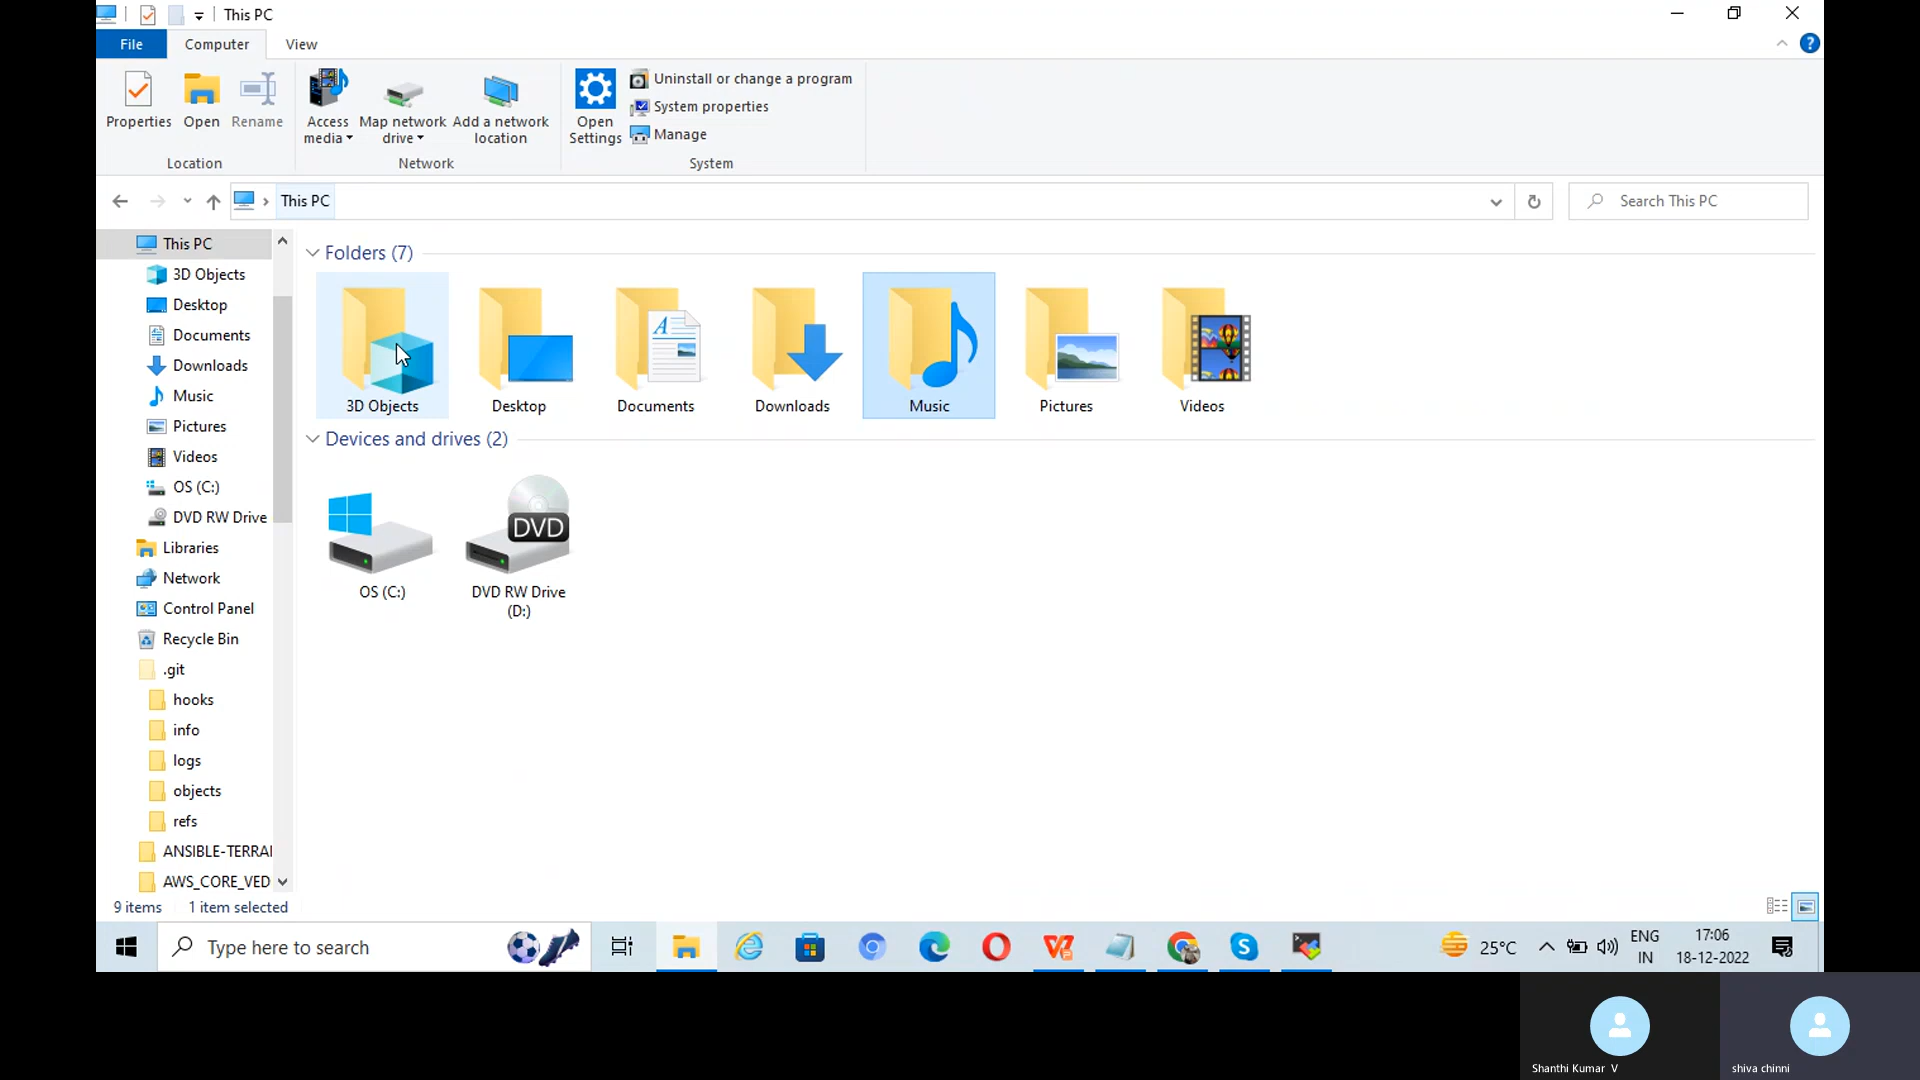 This PC
File
Computer
View
Properties
Open
Rename
Access
media
Map network
drive
Add a network
location
Open
Settings
Uninstall or change a program
System properties
Manage
Location
Network
System
This PC
Search This PC
This PC
3D Objects
Desktop
Documents
Downloads
Music
Pictures
Videos
OS (C:)
DVD RW Drive
Libraries
Network
Control Panel
Recycle Bin
.git
hooks
info
logs
objects
refs
ANSIBLE-TERRAI
AWS_CORE_VED
Folders (7)
3D Objects
Desktop
Documents
Downloads
Music
Pictures
Videos
Devices and drives (2)
DVD
OS (C:)
DVD RW Drive
(D:)
9 items
1 item selected
Type here to search
25°C
ENG
IN
17:06
18-12-2022
Shanthi Kumar V
shiva chinni